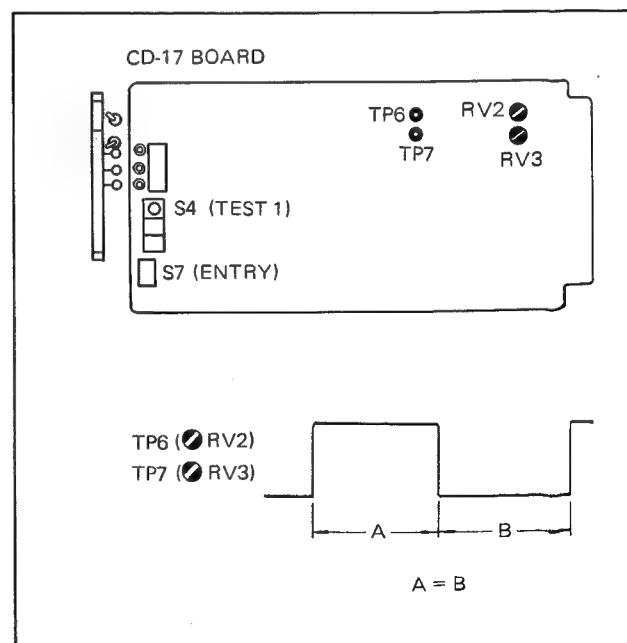 CD-17 BOARD
TP6 RV2
TP7 RV3
S4 (TEST 1)
S7 (ENTRY)
TP6 (RV2)
TP7 (RV3)
A B
A = B